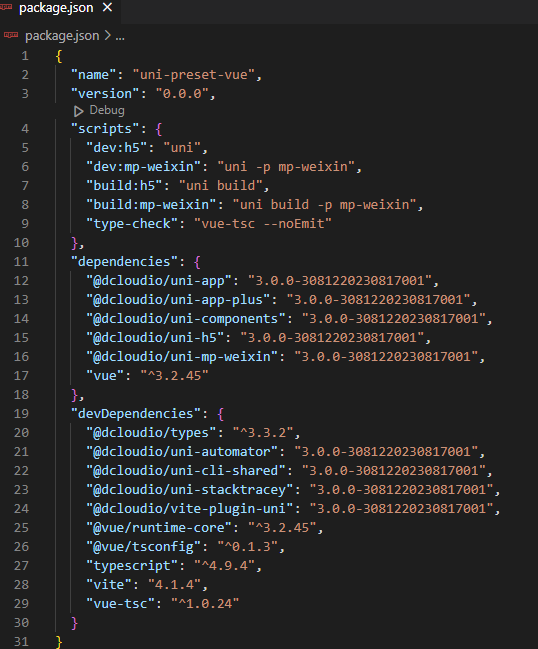 package.json ×
package.json > ...
1 {
2 "name": "uni-preset-vue",
3 "version": "0.0.0",
Debug
4 "scripts": {
5 "dev:h5": "uni",
6 "dev:mp-weixin": "uni -p mp-weixin",
7 "build:h5": "uni build",
8 "build:mp-weixin": "uni build -p mp-weixin",
9 "type-check": "vue-tsc --noEmit"
10 },
11 "dependencies": {
12 "@dcloudio/uni-app": "3.0.0-3081220230817001",
13 "@dcloudio/uni-app-plus": "3.0.0-3081220230817001",
14 "@dcloudio/uni-components": "3.0.0-3081220230817001",
15 "@dcloudio/uni-h5": "3.0.0-3081220230817001",
16 "@dcloudio/uni-mp-weixin": "3.0.0-3081220230817001",
17 "vue": "^3.2.45"
18 },
19 "devDependencies": {
20 "@dcloudio/types": "^3.3.2",
21 "@dcloudio/uni-automator": "3.0.0-3081220230817001",
22 "@dcloudio/uni-cli-shared": "3.0.0-3081220230817001",
23 "@dcloudio/uni-stacktracey": "3.0.0-3081220230817001",
24 "@dcloudio/vite-plugin-uni": "3.0.0-3081220230817001",
25 "@vue/runtime-core": "^3.2.45",
26 "@vue/tsconfig": "^0.1.3",
27 "typescript": "^4.9.4",
28 "vite": "4.1.4",
29 "vue-tsc": "^1.0.24"
30 }
31 }